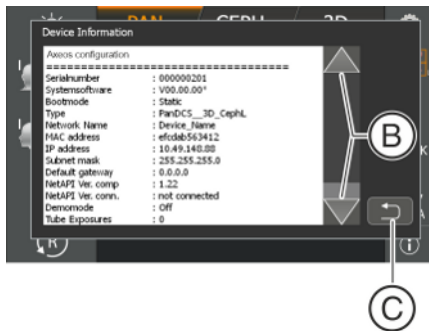 PAN CEPH 3D
Device Information
Axeos configuration
=====================================
Serialnumber : 000000201
Systemsoftware : V00.00.00"
Bootmode : Static
Type : PanDCS__3D_CephL
Network Name : Device_Name
MAC address : efcdab563412
IP address : 10.49.148.88
Subnet mask : 255.255.255.0
Default gateway : 0.0.0.0
NetAPI Ver. comp : 1.22
NetAPI Ver. conn. : not connected
Demomode : Off
Tube Exposures : 0
B
K
A
R
i
C